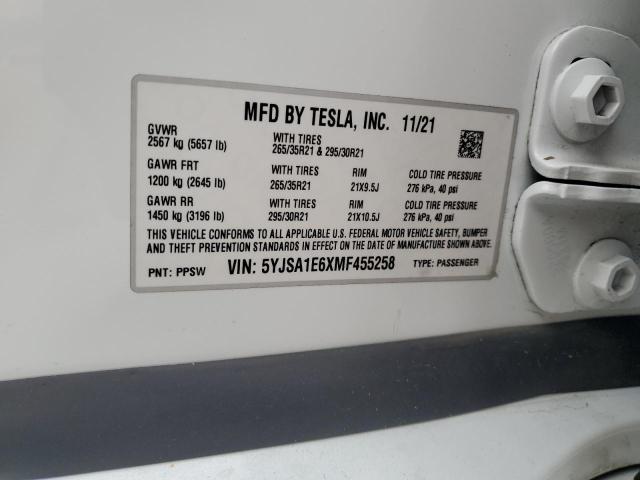 MFD BY TESLA, INC. 11/21
GVWR
2567 kg (5657 lb)
WITH TIRES
265/35R21 & 295/30R21
GAWR FRT WITH TIRES RIM COLD TIRE PRESSURE
1200 kg (2645 lb) 265/35R21 21X9.5J 276 kPa, 40 psi
GAWR RR WITH TIRES RIM COLD TIRE PRESSURE
1450 kg (3196 lb) 295/30R21 21X10.5J 276 kPa, 40 psi
THIS VEHICLE CONFORMS TO ALL APPLICABLE U.S. FEDERAL MOTOR VEHICLE SAFETY, BUMPER
AND THEFT PREVENTION STANDARDS IN EFFECT ON THE DATE OF MANUFACTURE SHOWN ABOVE.
PNT: PPSW VIN: 5YJSA1E6XMF455258 TYPE: PASSENGER